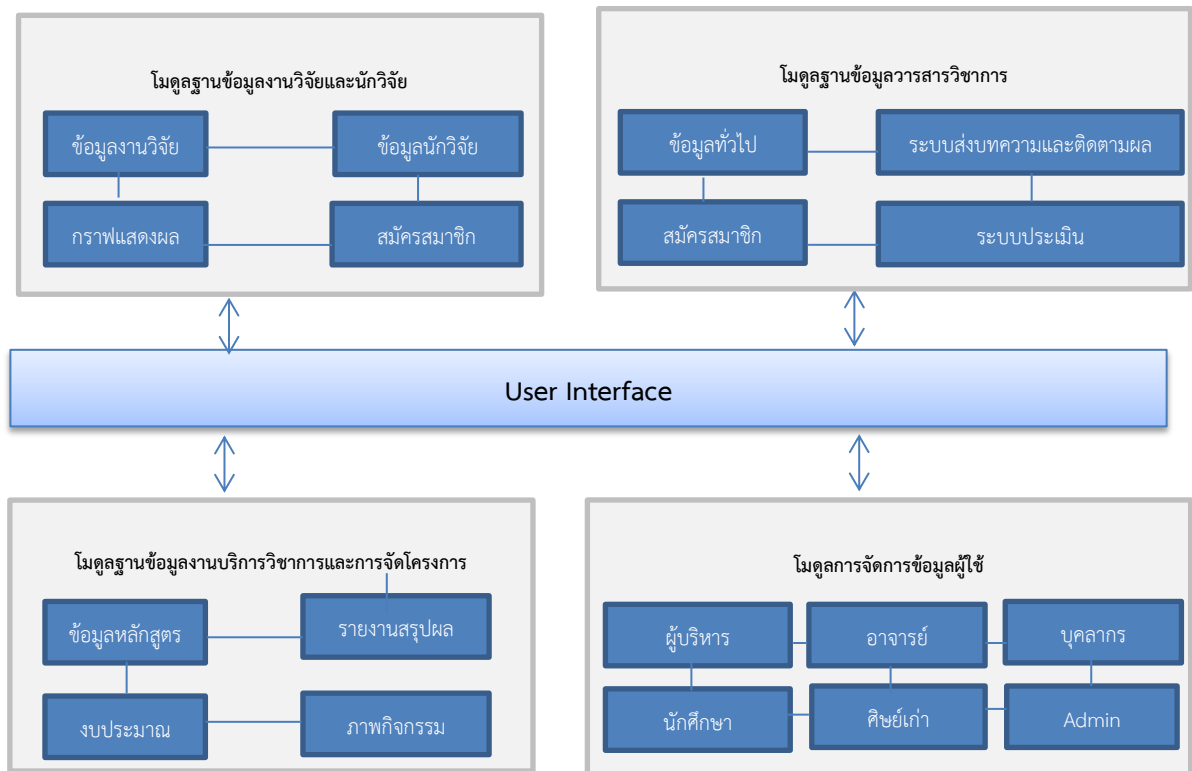 โมดูลฐานข้อมูลงานวิจัยและนักวิจัย
ข้อมูลงานวิจัย
ข้อมูลนักวิจัย
กราฟแสดงผล
สมัครสมาชิก
โมดูลฐานข้อมูลวารสารวิชาการ
ข้อมูลทั่วไป
ระบบส่งบทความและติดตามผล
สมัครสมาชิก
ระบบประเมิน
User Interface
โมดูลฐานข้อมูลงานบริการวิชาการและการจัดโครงการ
ข้อมูลหลักสูตร
รายงานสรุปผล
งบประมาณ
ภาพกิจกรรม
โมดูลการจัดการข้อมูลผู้ใช้
ผู้บริหาร
อาจารย์
บุคลากร
นักศึกษา
ศิษย์เก่า
Admin